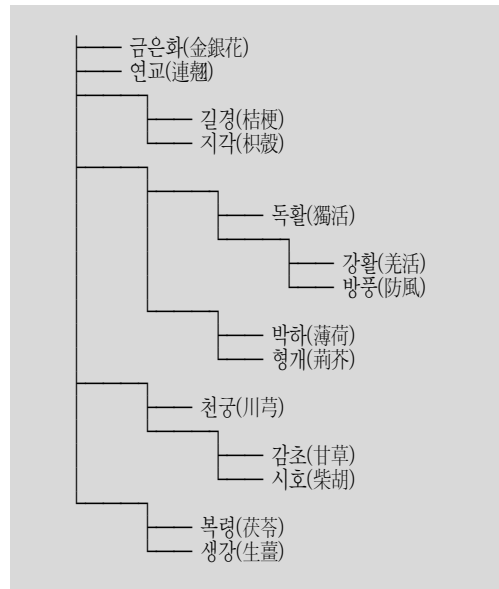 금은화(金銀花)
연교(連翹)
길경(桔梗)
지각(枳殼)
독활(獨活)
강활(羌活)
방풍(防風)
박하(薄荷)
형개(荊芥)
천궁(川芎)
감초(甘草)
시호(柴胡)
복령(茯苓)
생강(生薑)